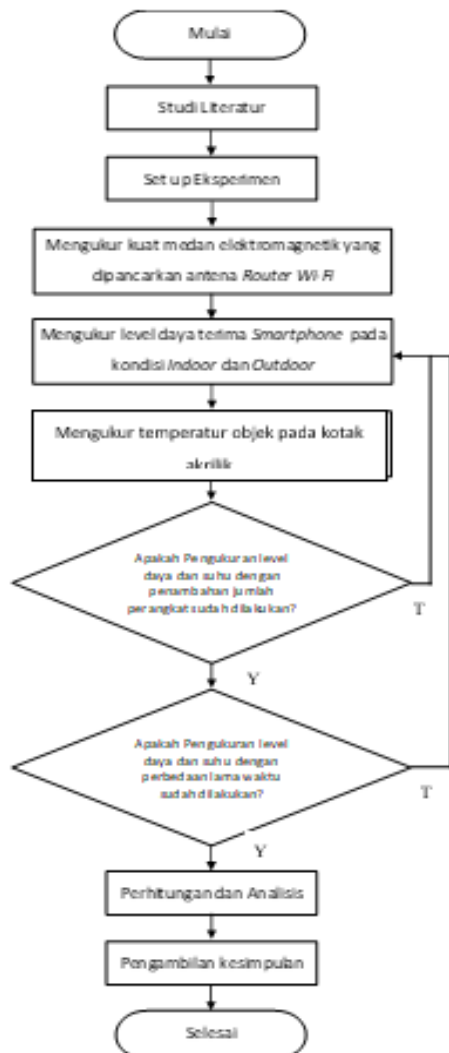 Mulai
Studi Literatur
Set up Eksperimen
Mengukur kuat medan elektromagnetik yang
dipancarkan antena Router Wi-Fi
Mengukur level daya terima Smartphone pada
kondisi Indoor dan Outdoor
Mengukur temperatur objek pada kotak
akrilik
Apakah Pengukuran level
daya dan suhu dengan
penambahan jumlah
perangkat sudah dilakukan?
T
Y
Apakah Pengukuran level
daya dan suhu dengan
perbedaan lama waktu
sudah dilakukan?
T
Y
Perhitungan dan Analisis
Pengambilan kesimpulan
Selesai